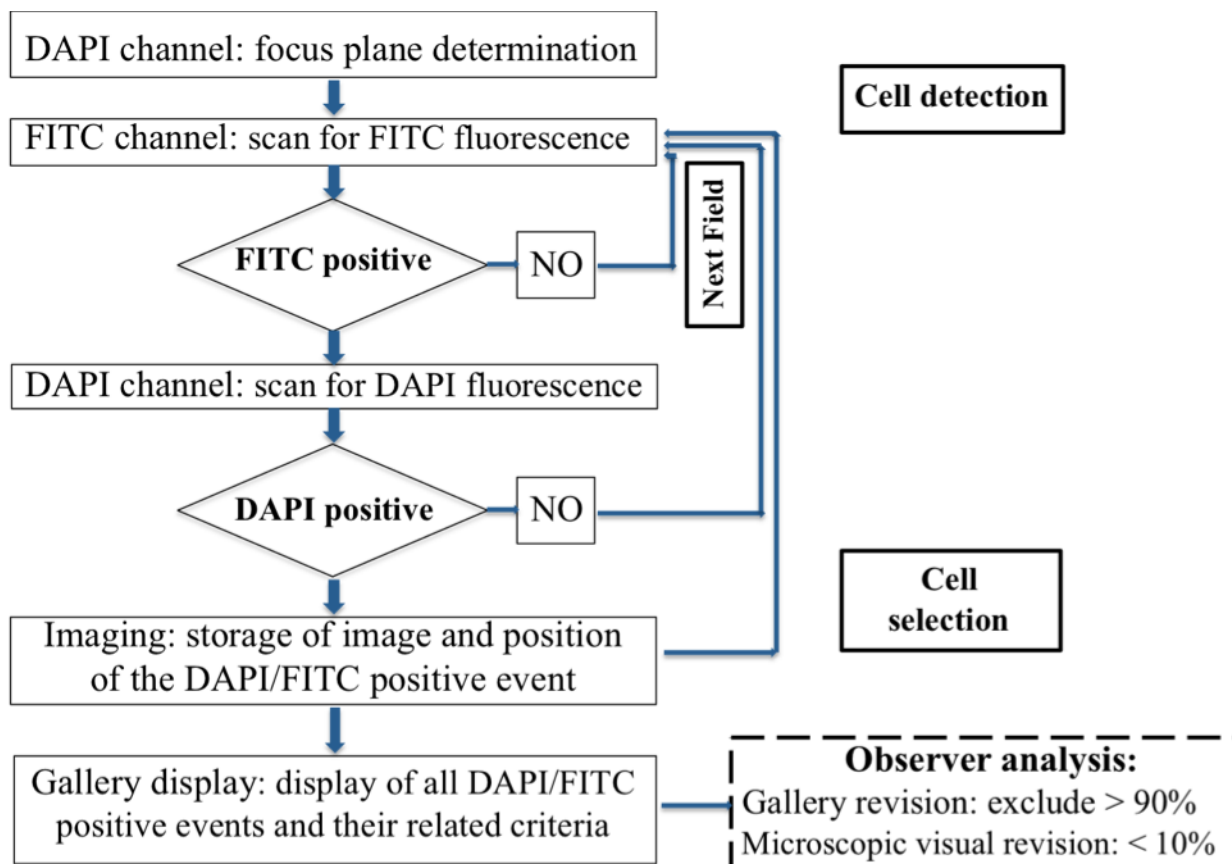 DAPI channel: focus plane determination
Cell detection
FITC channel: scan for FITC fluorescence
Next Field
FITC positive
NO
DAPI channel: scan for DAPI fluorescence
DAPI positive
NO
Cell
selection
Imaging: storage of image and position
of the DAPI/FITC positive event
Gallery display: display of all DAPI/FITC
positive events and their related criteria
Observer analysis:
Gallery revision: exclude > 90%
Microscopic visual revision: < 10%